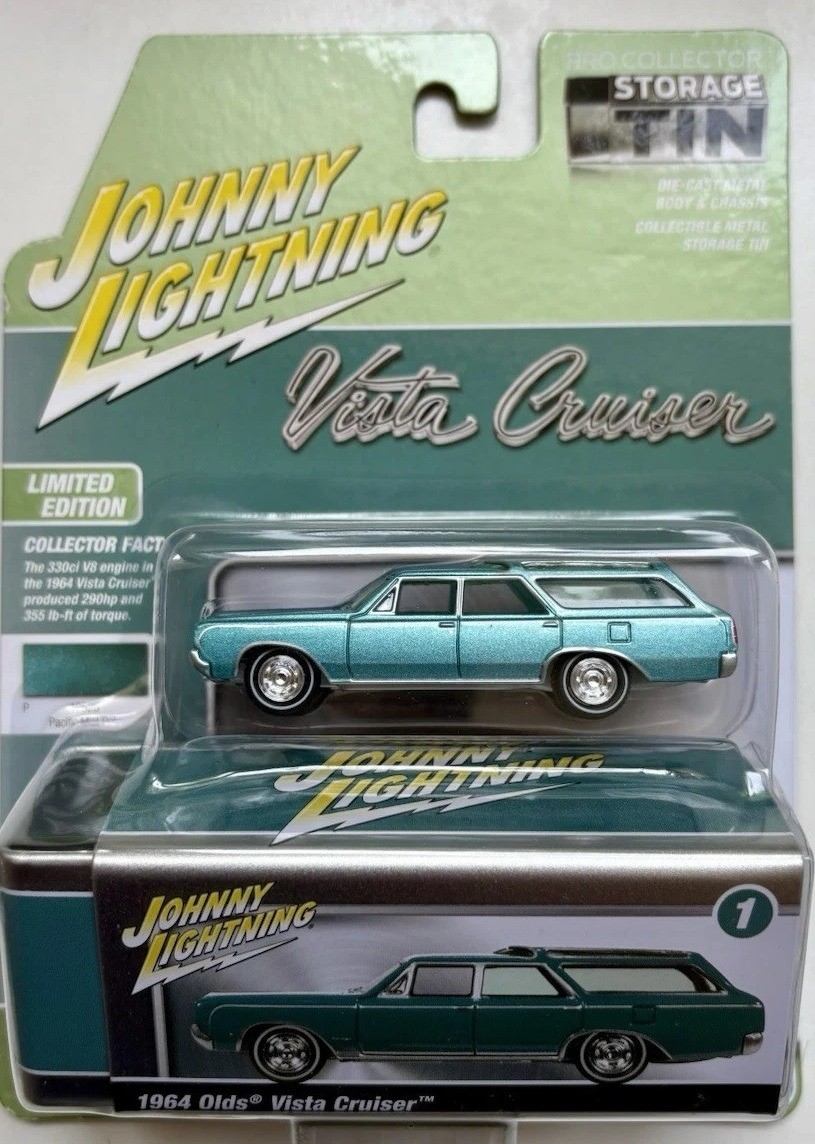 PRO COLLECTOR
STORAGE
TIN
DIE-CAST METAL
BODY & CHASSIS
COLLECTIBLE METAL
STORAGE TIN
JOHNNY
LIGHTNING®
Vista Cruiser
LIMITED
EDITION
COLLECTOR FACT
The 330ci V8 engine in
the 1964 Vista Cruiser
produced 290hp and
355 lb-ft of torque.
P
JOHNNY
LIGHTNING
JOHNNY
LIGHTNING®
1
1964 Olds® Vista Cruiser™